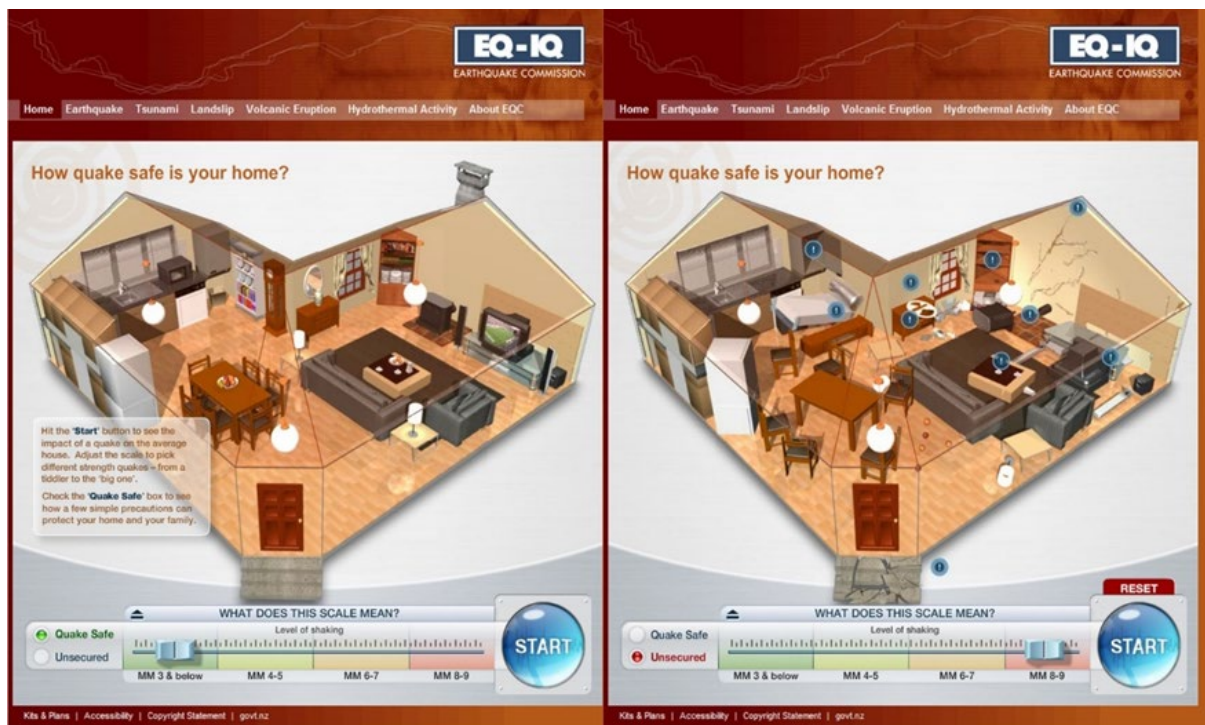 EQ-IQ
EARTHQUAKE COMMISSION
Home Earthquake Tsunami Landslip Volcanic Eruption Hydrothermal Activity About EQC
How quake safe is your home?
Hit the 'Start' button to see the
impact of a quake on the average
house. Adjust the scale to pick
different strength quakes – from a
tiddler to the 'big one'.
Check the 'Quake Safe' box to see
how a few simple precautions can
protect your home and your family.
WHAT DOES THIS SCALE MEAN?
Quake Safe
Unsecured
Level of shaking
MM 3 & below MM 4-5 MM 6-7 MM 8-9
START
Kits & Plans | Accessibility | Copyright Statement | govt.nz
EQ-IQ
EARTHQUAKE COMMISSION
Home Earthquake Tsunami Landslip Volcanic Eruption Hydrothermal Activity About EQC
How quake safe is your home?
RESET
WHAT DOES THIS SCALE MEAN?
Quake Safe
Unsecured
Level of shaking
MM 3 & below MM 4-5 MM 6-7 MM 8-9
START
Kits & Plans | Accessibility | Copyright Statement | govt.nz